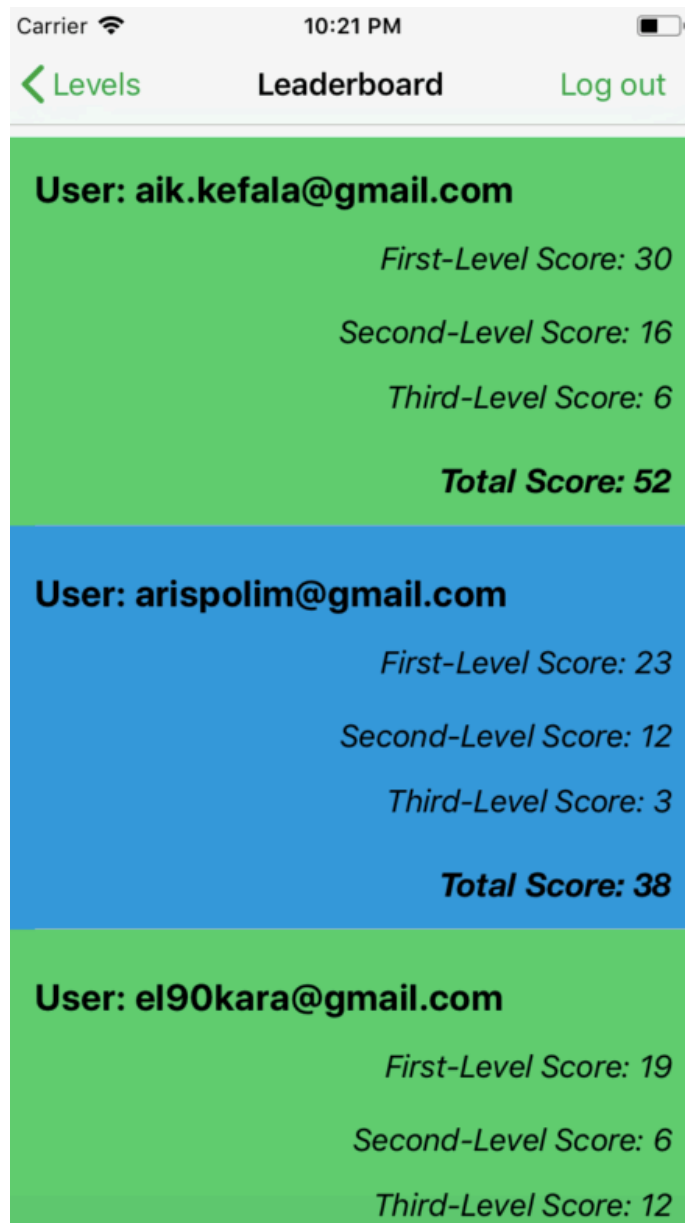 Carrier 10:21 PM
Levels Leaderboard Log out
User: aik.kefala@gmail.com
First-Level Score: 30
Second-Level Score: 16
Third-Level Score: 6
Total Score: 52
User: arispolim@gmail.com
First-Level Score: 23
Second-Level Score: 12
Third-Level Score: 3
Total Score: 38
User: el90kara@gmail.com
First-Level Score: 19
Second-Level Score: 6
Third-Level Score: 12